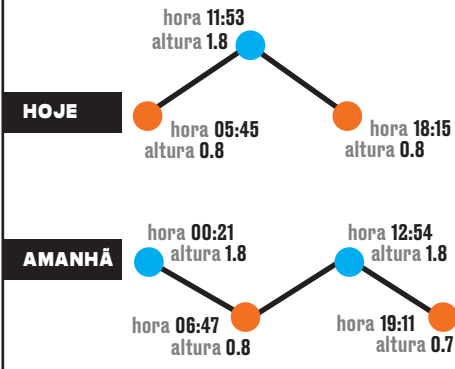 hora 11:53
altura 1.8
HOJE
hora 05:45
altura 0.8
hora 18:15
altura 0.8
hora 00:21
altura 1.8
hora 12:54
altura 1.8
AMANHÃ
hora 06:47
altura 0.8
hora 19:11
altura 0.7